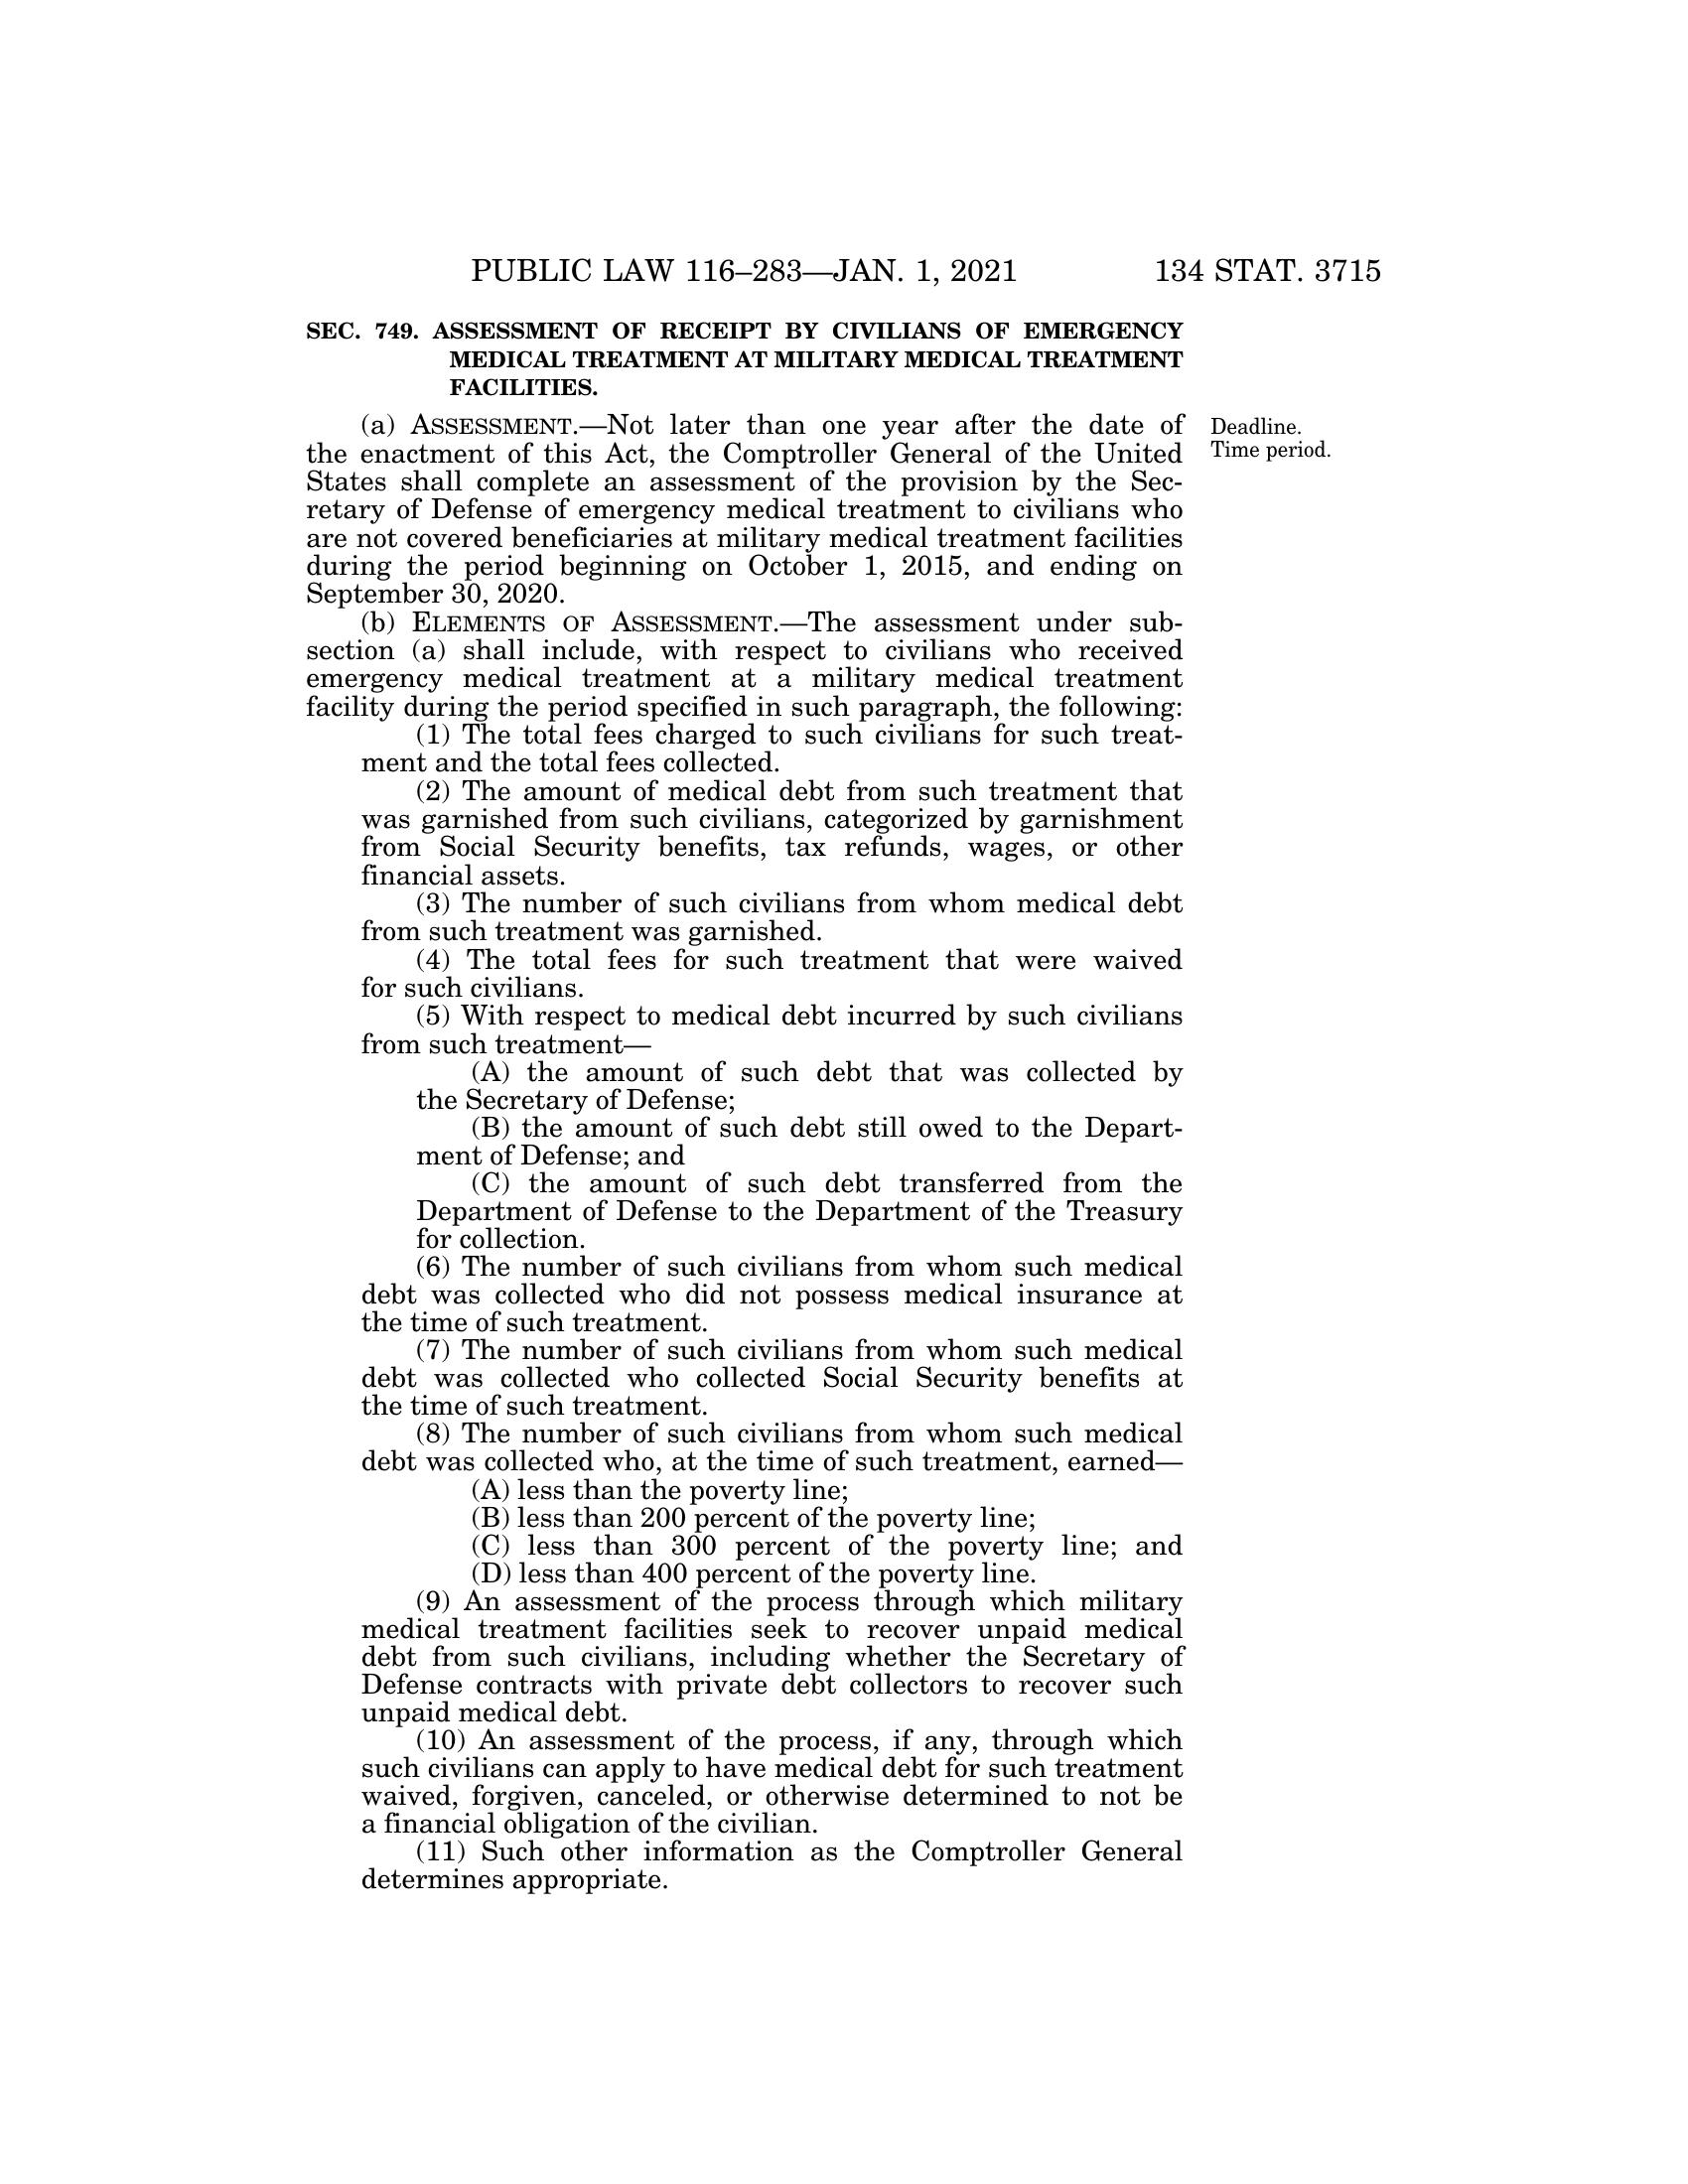 PUBLIC LAW 116–283—JAN. 1, 2021
134 STAT. 3715
SEC. 749. ASSESSMENT OF RECEIPT BY CIVILIANS OF EMERGENCY
MEDICAL TREATMENT AT MILITARY MEDICAL TREATMENT
FACILITIES.
(a) ASSESSMENT.—Not later than one year after the date of
the enactment of this Act, the Comptroller General of the United
States shall complete an assessment of the provision by the Sec-
retary of Defense of emergency medical treatment to civilians who
are not covered beneficiaries at military medical treatment facilities
during the period beginning on October 1, 2015, and ending on
September 30, 2020.
Deadline.
Time period.
(b) ELEMENTS OF ASSESSMENT.—The assessment under sub-
section (a) shall include, with respect to civilians who received
emergency medical treatment at a military medical treatment
facility during the period specified in such paragraph, the following:
(1) The total fees charged to such civilians for such treat-
ment and the total fees collected.
(2) The amount of medical debt from such treatment that
was garnished from such civilians, categorized by garnishment
from Social Security benefits, tax refunds, wages, or other
financial assets.
(3) The number of such civilians from whom medical debt
from such treatment was garnished.
(4) The total fees for such treatment that were waived
for such civilians.
(5) With respect to medical debt incurred by such civilians
from such treatment—
(A) the amount of such debt that was collected by
the Secretary of Defense;
(B) the amount of such debt still owed to the Depart-
ment of Defense; and
(C) the amount of such debt transferred from the
Department of Defense to the Department of the Treasury
for collection.
(6) The number of such civilians from whom such medical
debt was collected who did not possess medical insurance at
the time of such treatment.
(7) The number of such civilians from whom such medical
debt was collected who collected Social Security benefits at
the time of such treatment.
(8) The number of such civilians from whom such medical
debt was collected who, at the time of such treatment, earned—
(A) less than the poverty line;
(B) less than 200 percent of the poverty line;
(C) less than 300 percent of the poverty line; and
(D) less than 400 percent of the poverty line.
(9) An assessment of the process through which military
medical treatment facilities seek to recover unpaid medical
debt from such civilians, including whether the Secretary of
Defense contracts with private debt collectors to recover such
unpaid medical debt.
(10) An assessment of the process, if any, through which
such civilians can apply to have medical debt for such treatment
waived, forgiven, canceled, or otherwise determined to not be
a financial obligation of the civilian.
(11) Such other information as the Comptroller General
determines appropriate.